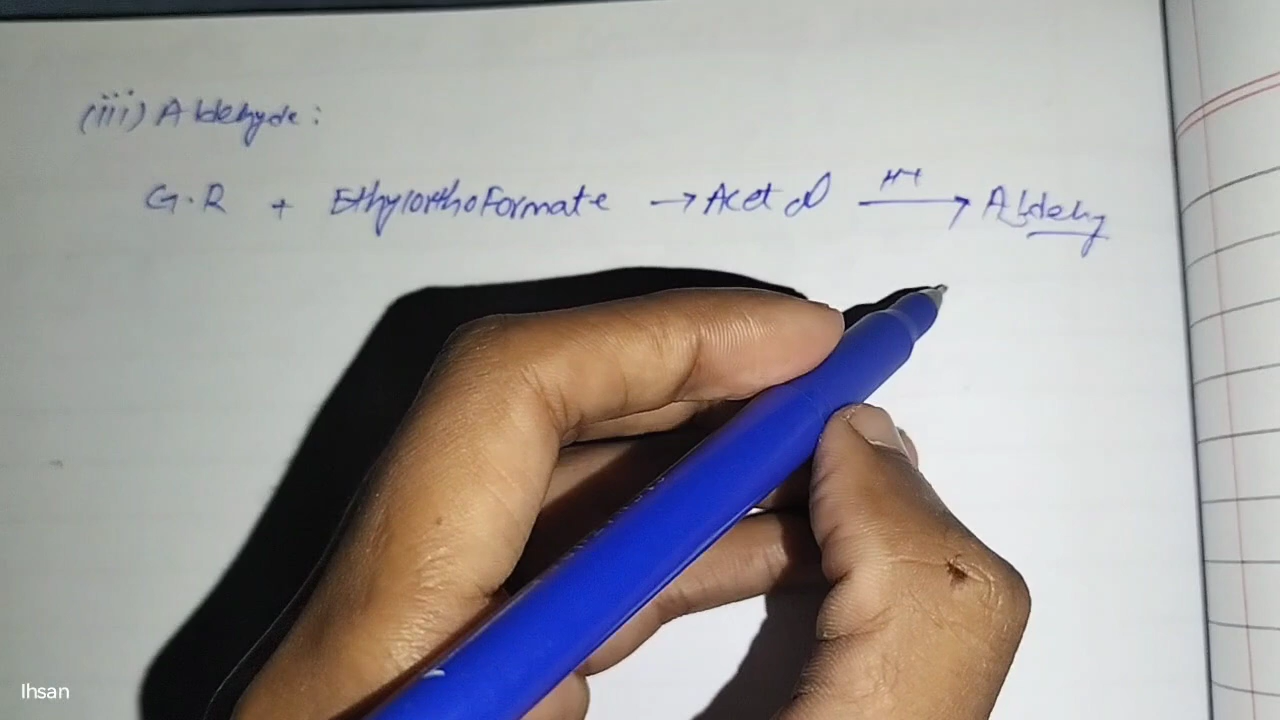 (iii) Aldehyde:
G.R + Ethylorthoformate → Acetal H+ → Aldehy
Ihsan